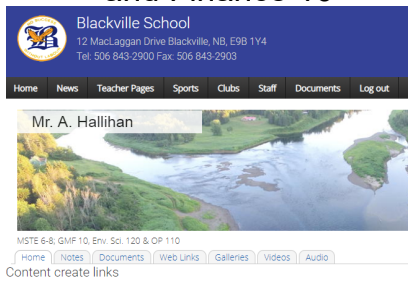 Blackville School
12 MacLaggan Drive Blackville, NB, E9B 1Y4
Tel: 506 843-2900 Fax: 506 843-2903
Home News Teacher Pages Sports Clubs Staff Documents Log out
Mr. A. Hallihan
MSTE 6-8; GMF 10, Env. Sci. 120 & OP 110
Home Notes Documents Web Links Galleries Videos Audio
Content create links